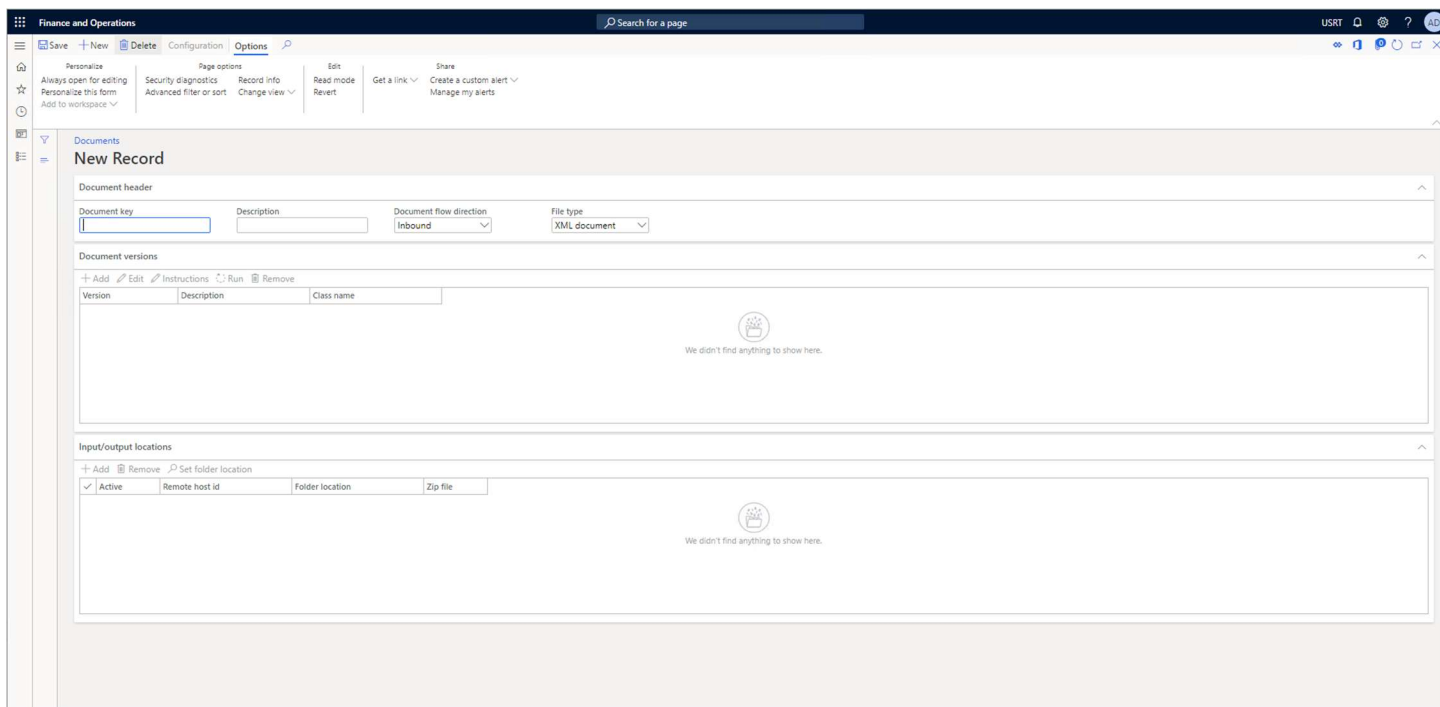 Finance and Operations Search for a page USRT ? AD
Save New Delete Configuration Options
Personalize Page options Edit Share
Always open for editing Security diagnostics Record info Read mode Get a link Create a custom alert
Personalize this form Advanced filter or sort Change view Revert Manage my alerts
Add to workspace
Documents
New Record
Document header
Document key Description Document flow direction File type
Inbound XML document
Document versions
Add Edit Instructions Run Remove
Version Description Class name
We didn't find anything to show here.
Input/output locations
Add Remove Set folder location
Active Remote host id Folder location Zip file
We didn't find anything to show here.